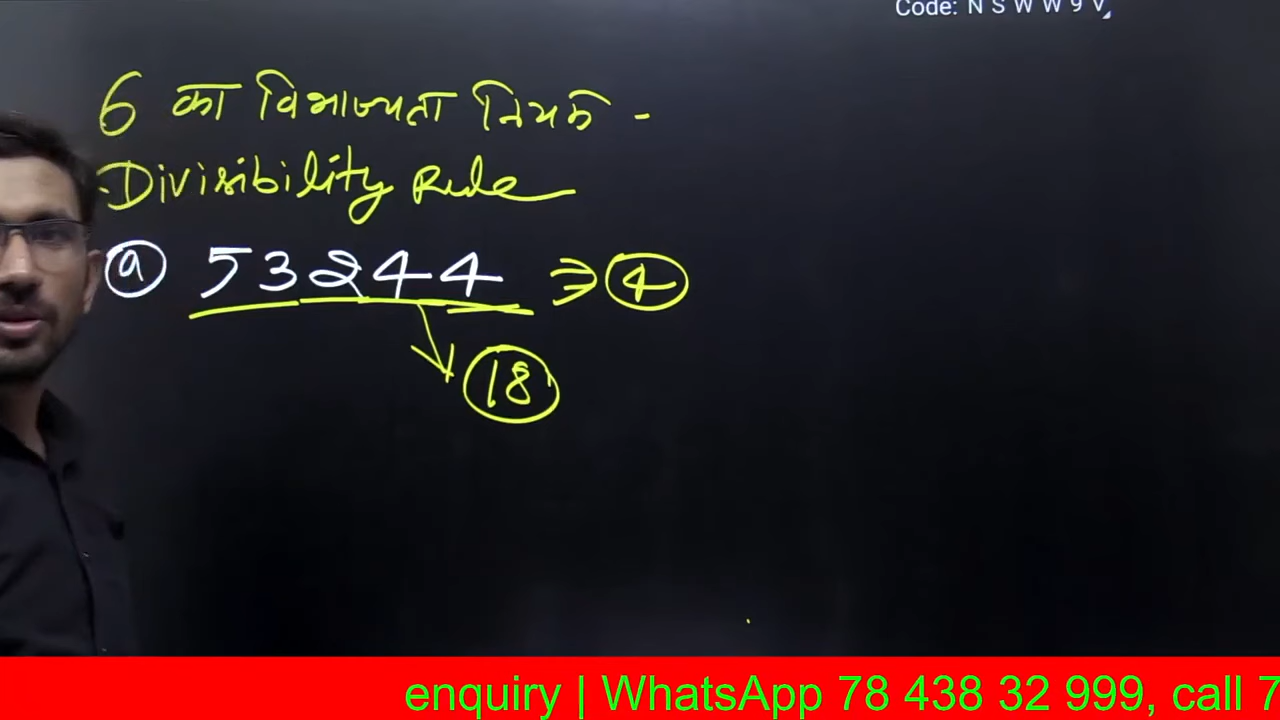 Code: N S W W 9 V
6 का विभाज्यता नियम -
Divisibility Rule
(a) 53244 ⇒ 4
18
enquiry | WhatsApp 78 438 32 999, call 7